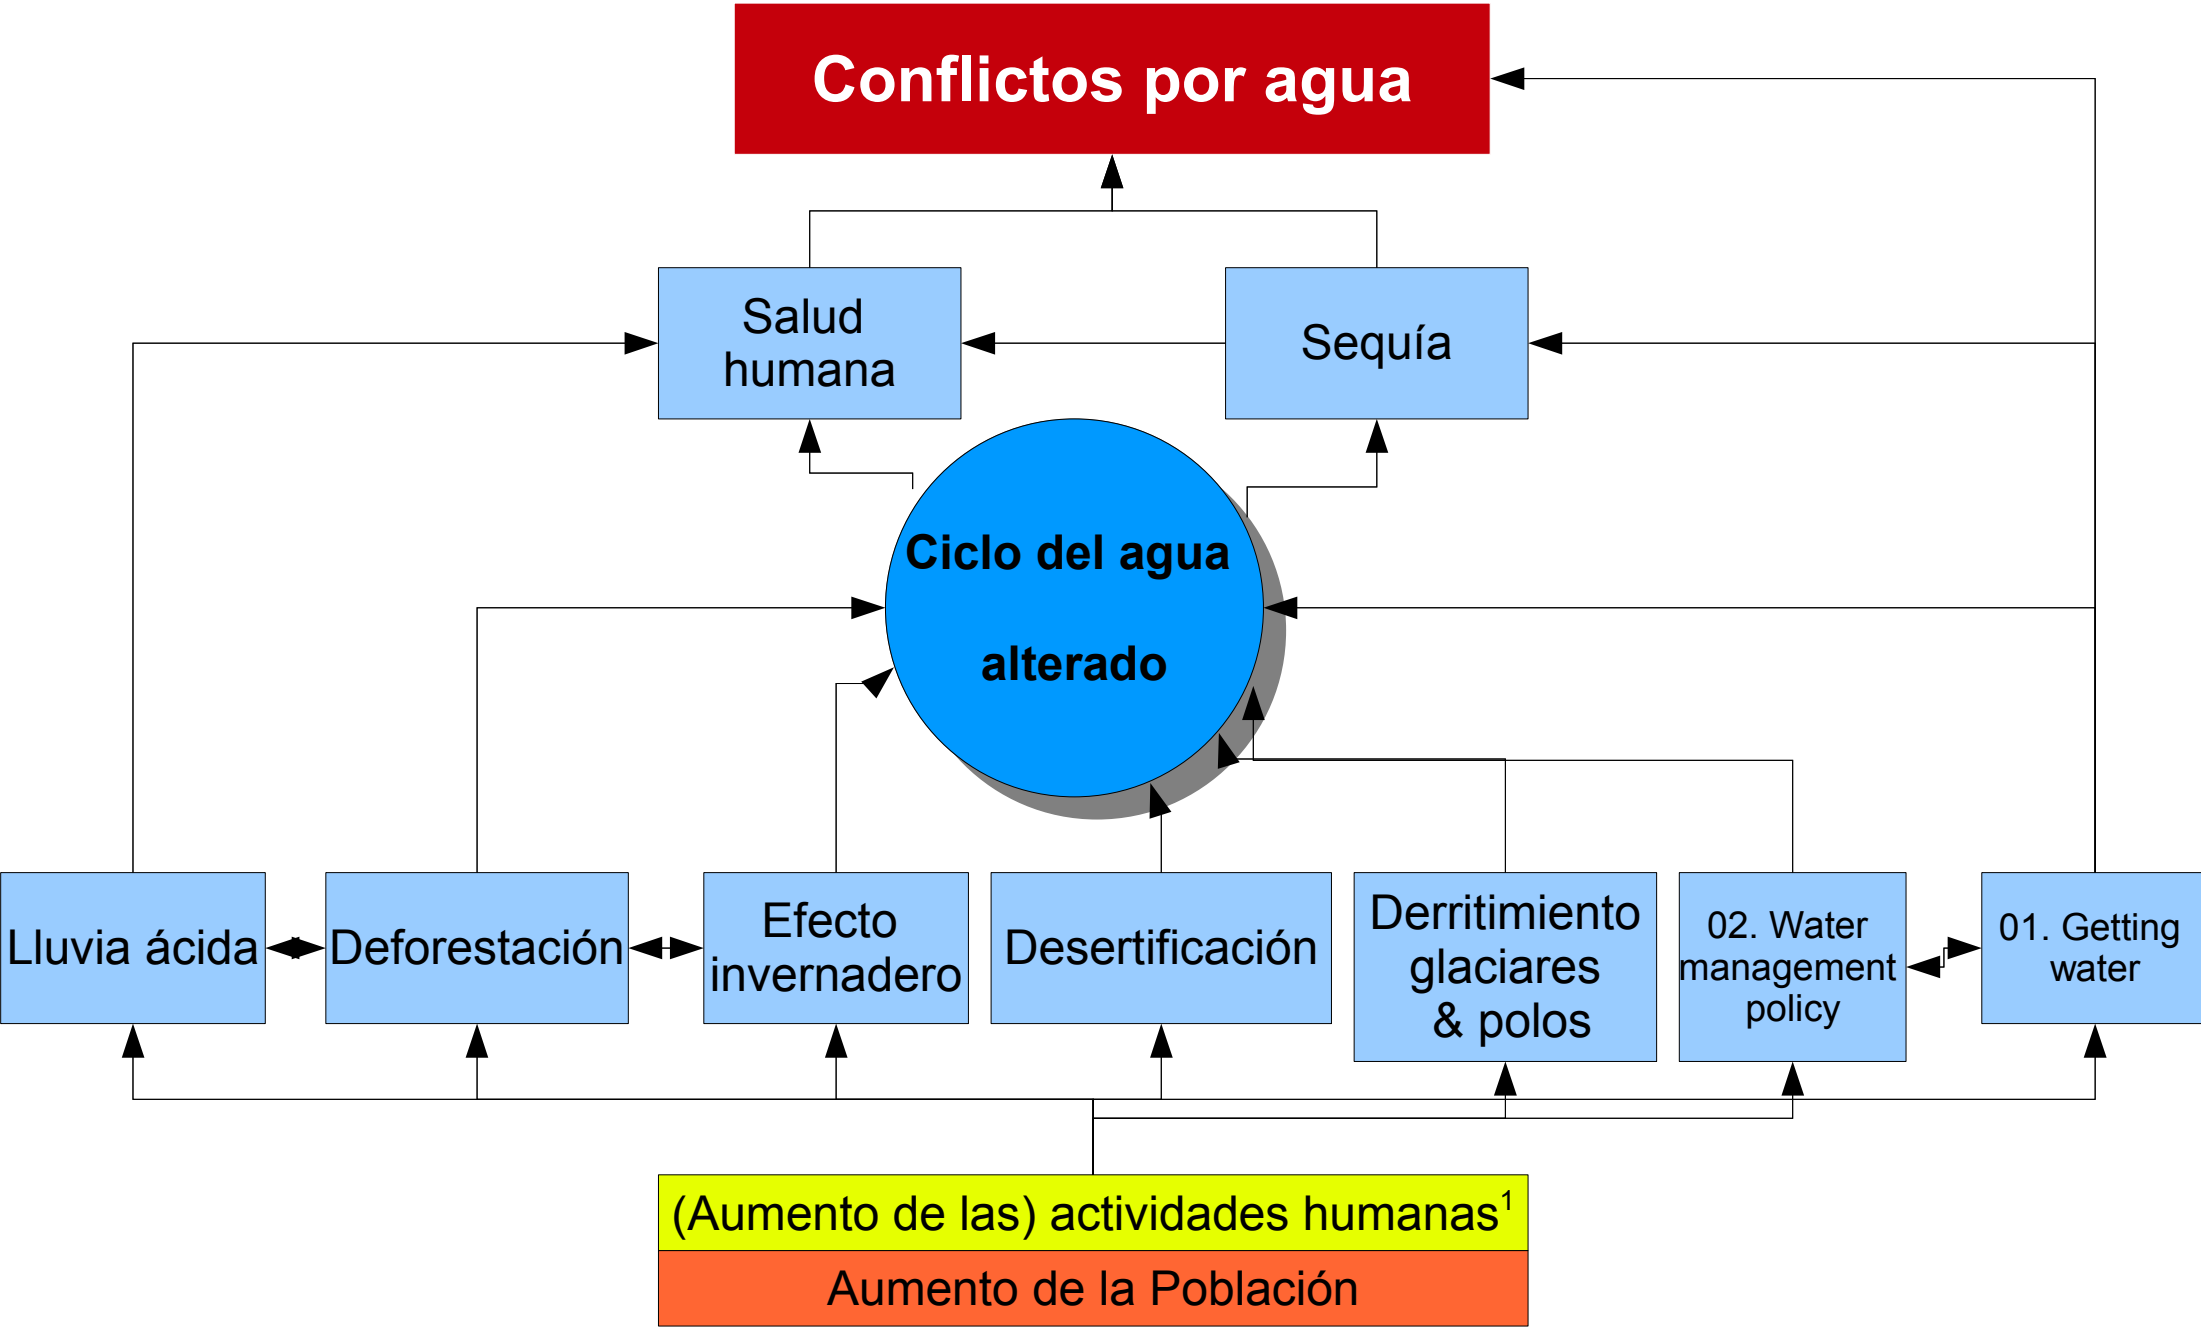 Conflictos por agua
Salud
humana
Sequía
Ciclo del agua
alterado
Lluvia ácida
Deforestación
Efecto
invernadero
Desertificación
Derritimiento
glaciares
& polos
02. Water
management
policy
01. Getting
water
(Aumento de las) actividades humanas¹
Aumento de la Población